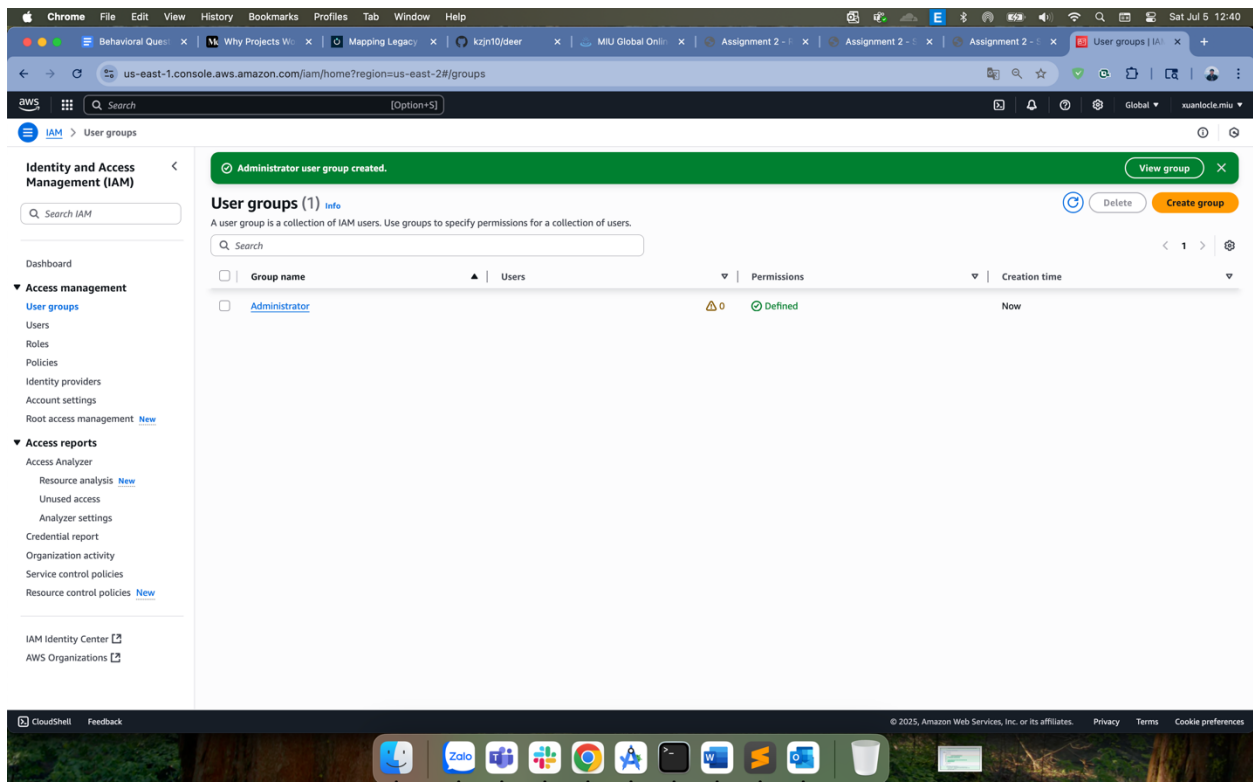 Chrome File Edit View History Bookmarks Profiles Tab Window Help E Sat Jul 5 12:40
Behavioral Quest Why Projects Wo Mapping Legacy kzjn10/deer MIU Global Onlin Assignment 2 - Assignment 2 - Assignment 2 - User groups | IA
us-east-1.console.aws.amazon.com/iam/home?region=us-east-2#/groups
aws Search [Option+S] Global xuanlocle.miu
IAM > User groups
Identity and Access
Management (IAM)
Search IAM
Dashboard
Access management
User groups
Users
Roles
Policies
Identity providers
Account settings
Root access management New
Access reports
Access Analyzer
Resource analysis New
Unused access
Analyzer settings
Credential report
Organization activity
Service control policies
Resource control policies New
IAM Identity Center
AWS Organizations
Administrator user group created. View group
User groups (1) Info Delete Create group
A user group is a collection of IAM users. Use groups to specify permissions for a collection of users.
Search 1
Group name Users Permissions Creation time
Administrator 0 Defined Now
CloudShell Feedback © 2025, Amazon Web Services, Inc. or its affiliates. Privacy Terms Cookie preferences
Zalo